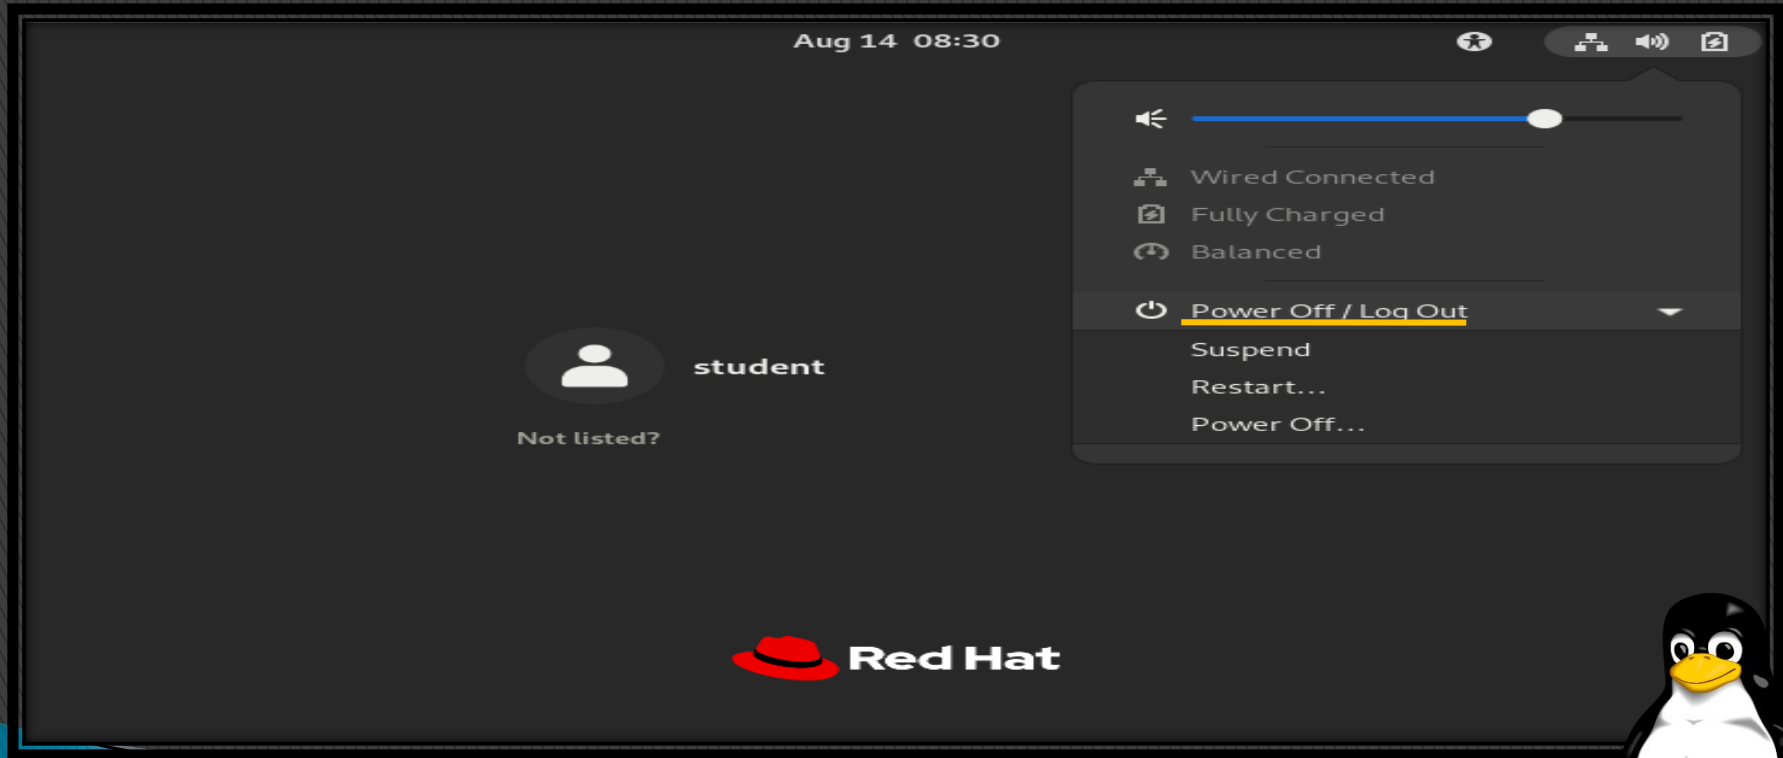 Aug 14 08:30
Wired Connected
Fully Charged
Balanced
Power Off / Log Out
Suspend
Restart...
Power Off...
student
Not listed?
Red Hat